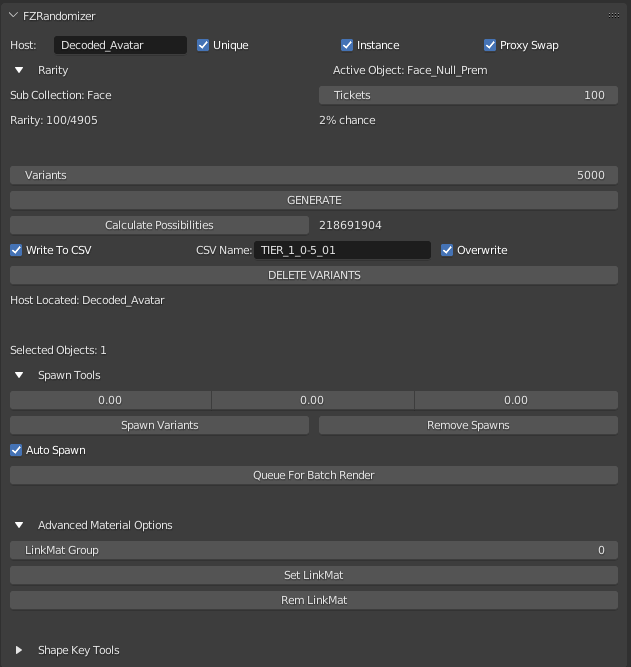 FZRandomizer
Host: Decoded_Avatar Unique Instance Proxy Swap
Rarity Active Object: Face_Null_Prem
Sub Collection: Face Tickets 100
Rarity: 100/4905 2% chance
Variants 5000
GENERATE
Calculate Possibilities 218691904
Write To CSV CSV Name: TIER_1_0-5_01 Overwrite
DELETE VARIANTS
Host Located: Decoded_Avatar
Selected Objects: 1
Spawn Tools
0.00 0.00 0.00
Spawn Variants Remove Spawns
Auto Spawn
Queue For Batch Render
Advanced Material Options
LinkMat Group 0
Set LinkMat
Rem LinkMat
Shape Key Tools